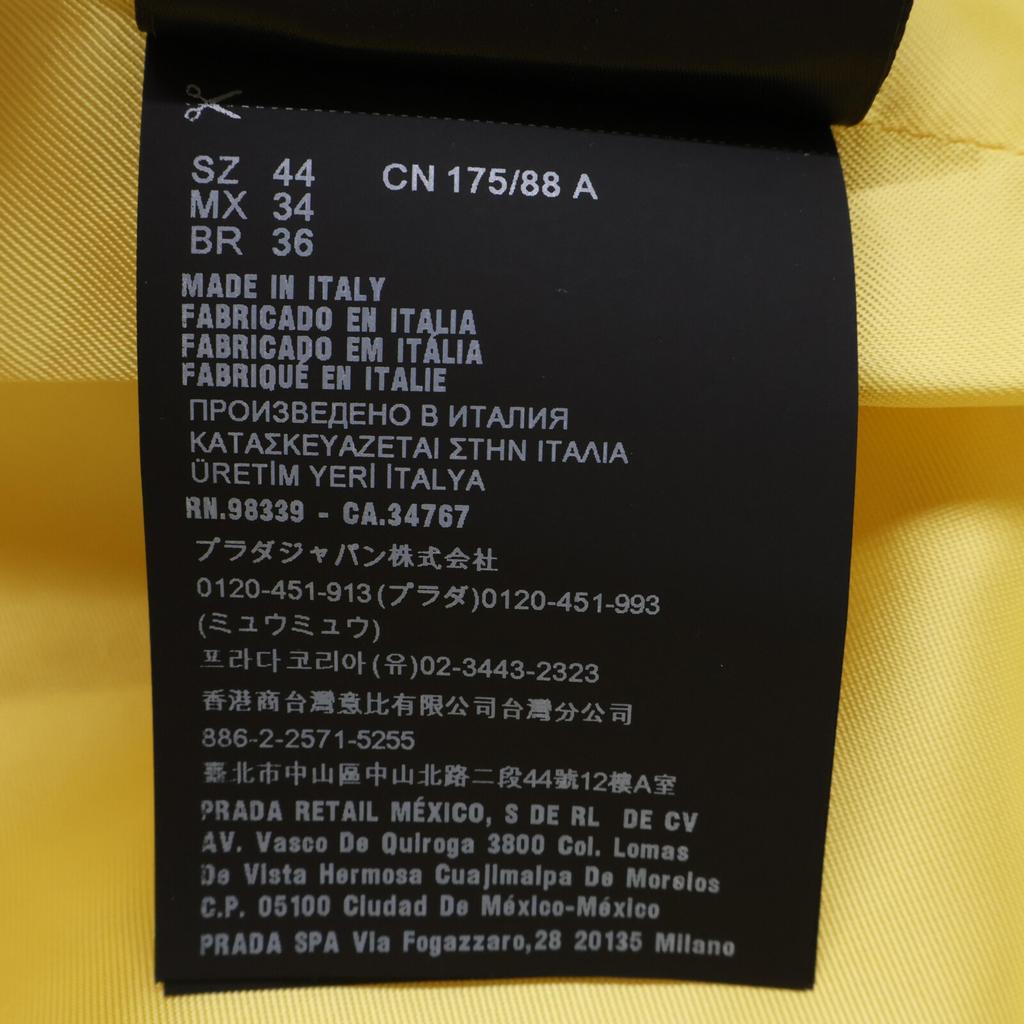 SZ 44 CN 175/88 A
MX 34
BR 36
MADE IN ITALY
FABRICADO EN ITALIA
FABRICADO EM ITÁLIA
FABRIQUÉ EN ITALIE
ПРОИЗВЕДЕНО В ИТАЛИЯ
ΚΑΤΑΣΚΕΥΑΖΕΤΑΙ ΣΤΗΝ ΙΤΑΛΙΑ
ÜRETİM YERİ İTALYA
RN.98339 - CA.34767
プラダジャパン株式会社
0120-451-913(プラダ)0120-451-993
(ミュウミュウ)
프라다코리아(유)02-3443-2323
香港商台灣意比有限公司台灣分公司
886-2-2571-5255
臺北市中山區中山北路二段44號12樓A室
PRADA RETAIL MÉXICO, S DE RL DE CV
AV. Vasco De Quiroga 3800 Col. Lomas
De Vista Hermosa Cuajimalpa De Morelos
C.P. 05100 Ciudad De México-México
PRADA SPA Via Fogazzaro,28 20135 Milano